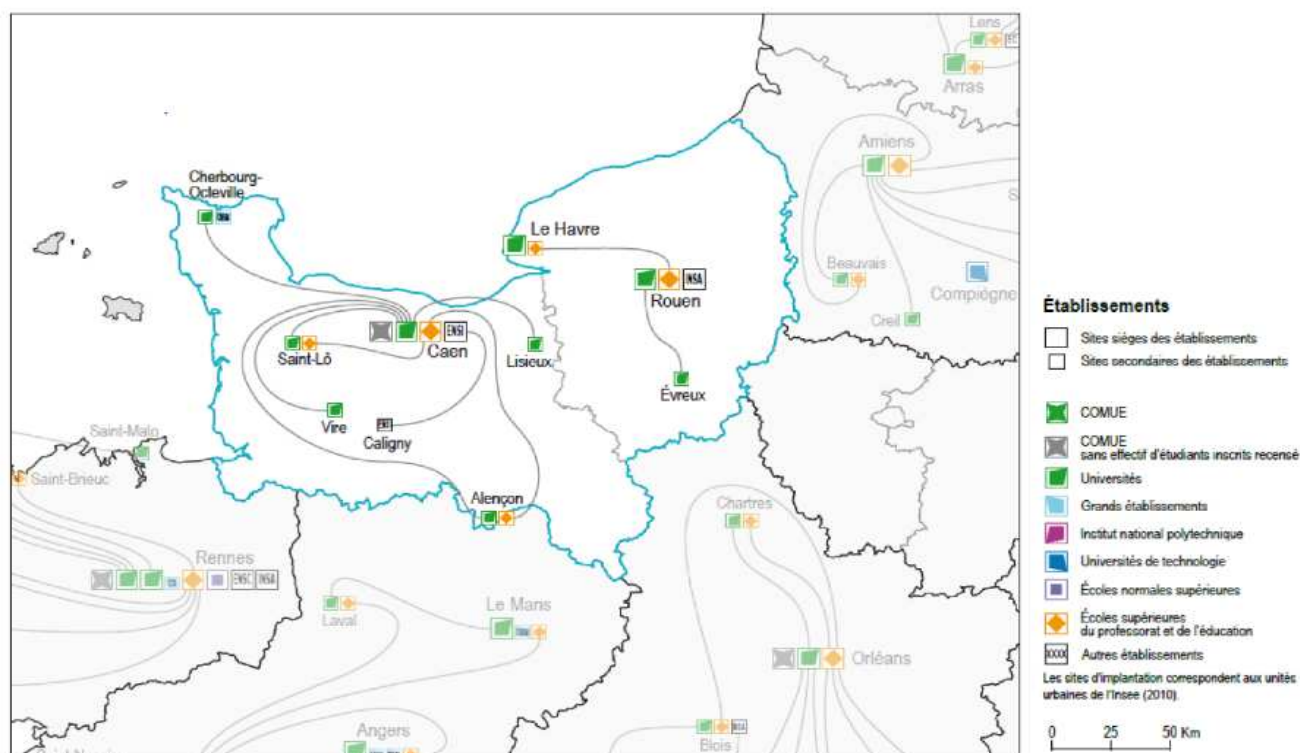 Lens
Arras
Amiens
Cherbourg-
Octeville
Le Havre
Beauvais
INSA
Rouen
Compiègne
Creil
ENSI
Caen
Saint-Lô
Lisieux
Évreux
Vire
Caligny
Saint-Malo
Saint-Brieuc
Alençon
Chartres
Rennes
ENSC
INSA
Laval
Le Mans
Orléans
Angers
Blois
Établissements
Sites sièges des établissements
Sites secondaires des établissements
COMUE
COMUE
sans effectif d'étudiants inscrits recensé
Universités
Grands établissements
Institut national polytechnique
Universités de technologie
Écoles normales supérieures
Écoles supérieures
du professorat et de l'éducation
XXXX Autres établissements
Les sites d'implantation correspondent aux unités
urbaines de l'Insee (2010).
0 25 50 Km